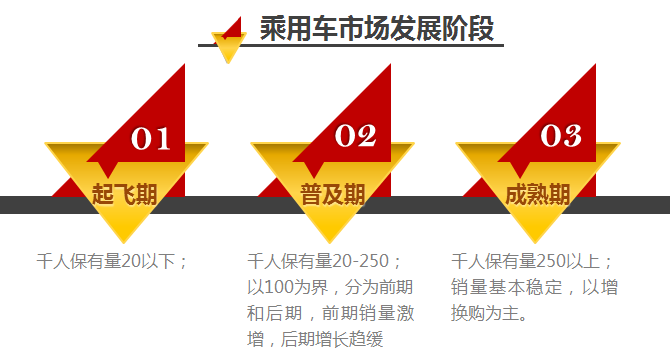 乘用车市场发展阶段
01
起飞期
千人保有量20以下；
02
普及期
千人保有量20-250；
以100为界，分为前期
和后期，前期销量激
增，后期增长趋缓
03
成熟期
千人保有量250以上；
销量基本稳定，以增
换购为主。